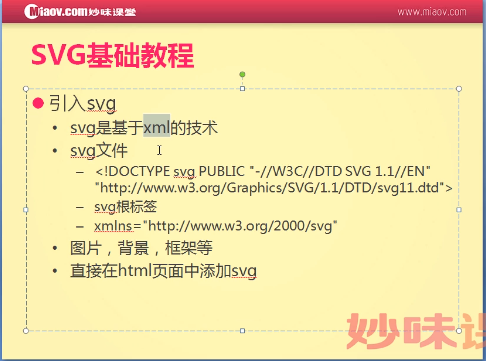 Miaov.com妙味课堂
www.miaov.com
SVG基础教程
引入svg
svg是基于xml的技术
svg文件
<!DOCTYPE svg PUBLIC "-//W3C//DTD SVG 1.1//EN"
"http://www.w3.org/Graphics/SVG/1.1/DTD/svg11.dtd">
svg根标签
xmlns="http://www.w3.org/2000/svg"
图片，背景，框架等
直接在html页面中添加svg
妙味课